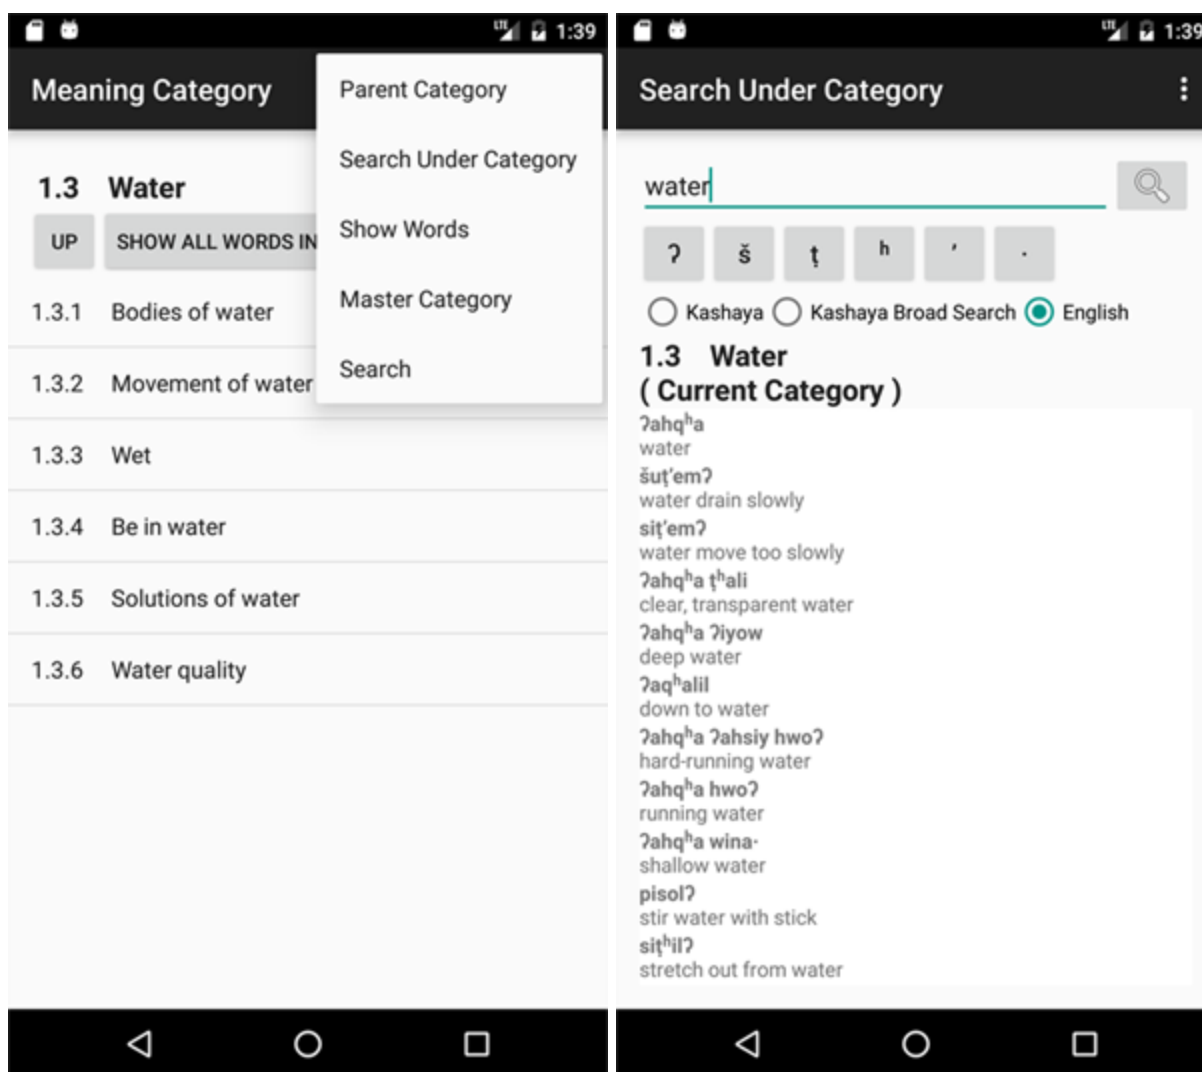 LTE 1:39
Meaning Category
Parent Category
Search Under Category
Show Words
Master Category
Search
1.3 Water
UP SHOW ALL WORDS IN
1.3.1 Bodies of water
1.3.2 Movement of water
1.3.3 Wet
1.3.4 Be in water
1.3.5 Solutions of water
1.3.6 Water quality
LTE 1:39
Search Under Category
water
ʔ š ṭ ʰ ʼ ·
Kashaya Kashaya Broad Search English
1.3 Water
( Current Category )
ʔahqʰa
water
šuṭʼemʔ
water drain slowly
siṭʼemʔ
water move too slowly
ʔahqʰa ṭʰali
clear, transparent water
ʔahqʰa ʔiyow
deep water
ʔaqʰalil
down to water
ʔahqʰa ʔahsiy hwoʔ
hard-running water
ʔahqʰa hwoʔ
running water
ʔahqʰa wina·
shallow water
pisolʔ
stir water with stick
siṭʰilʔ
stretch out from water